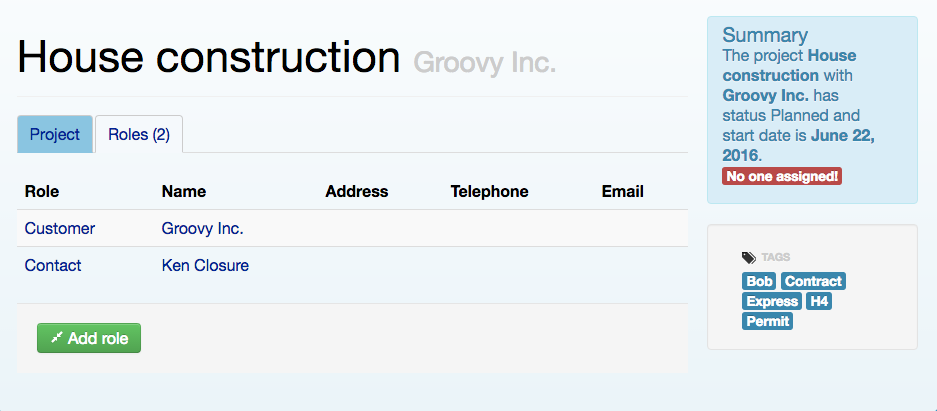 House construction Groovy Inc.
Project Roles (2)
Role Name Address Telephone Email
Customer Groovy Inc.
Contact Ken Closure
Add role
Summary
The project House
construction with
Groovy Inc. has
status Planned and
start date is June 22,
2016.
No one assigned!
TAGS
Bob Contract
Express H4
Permit